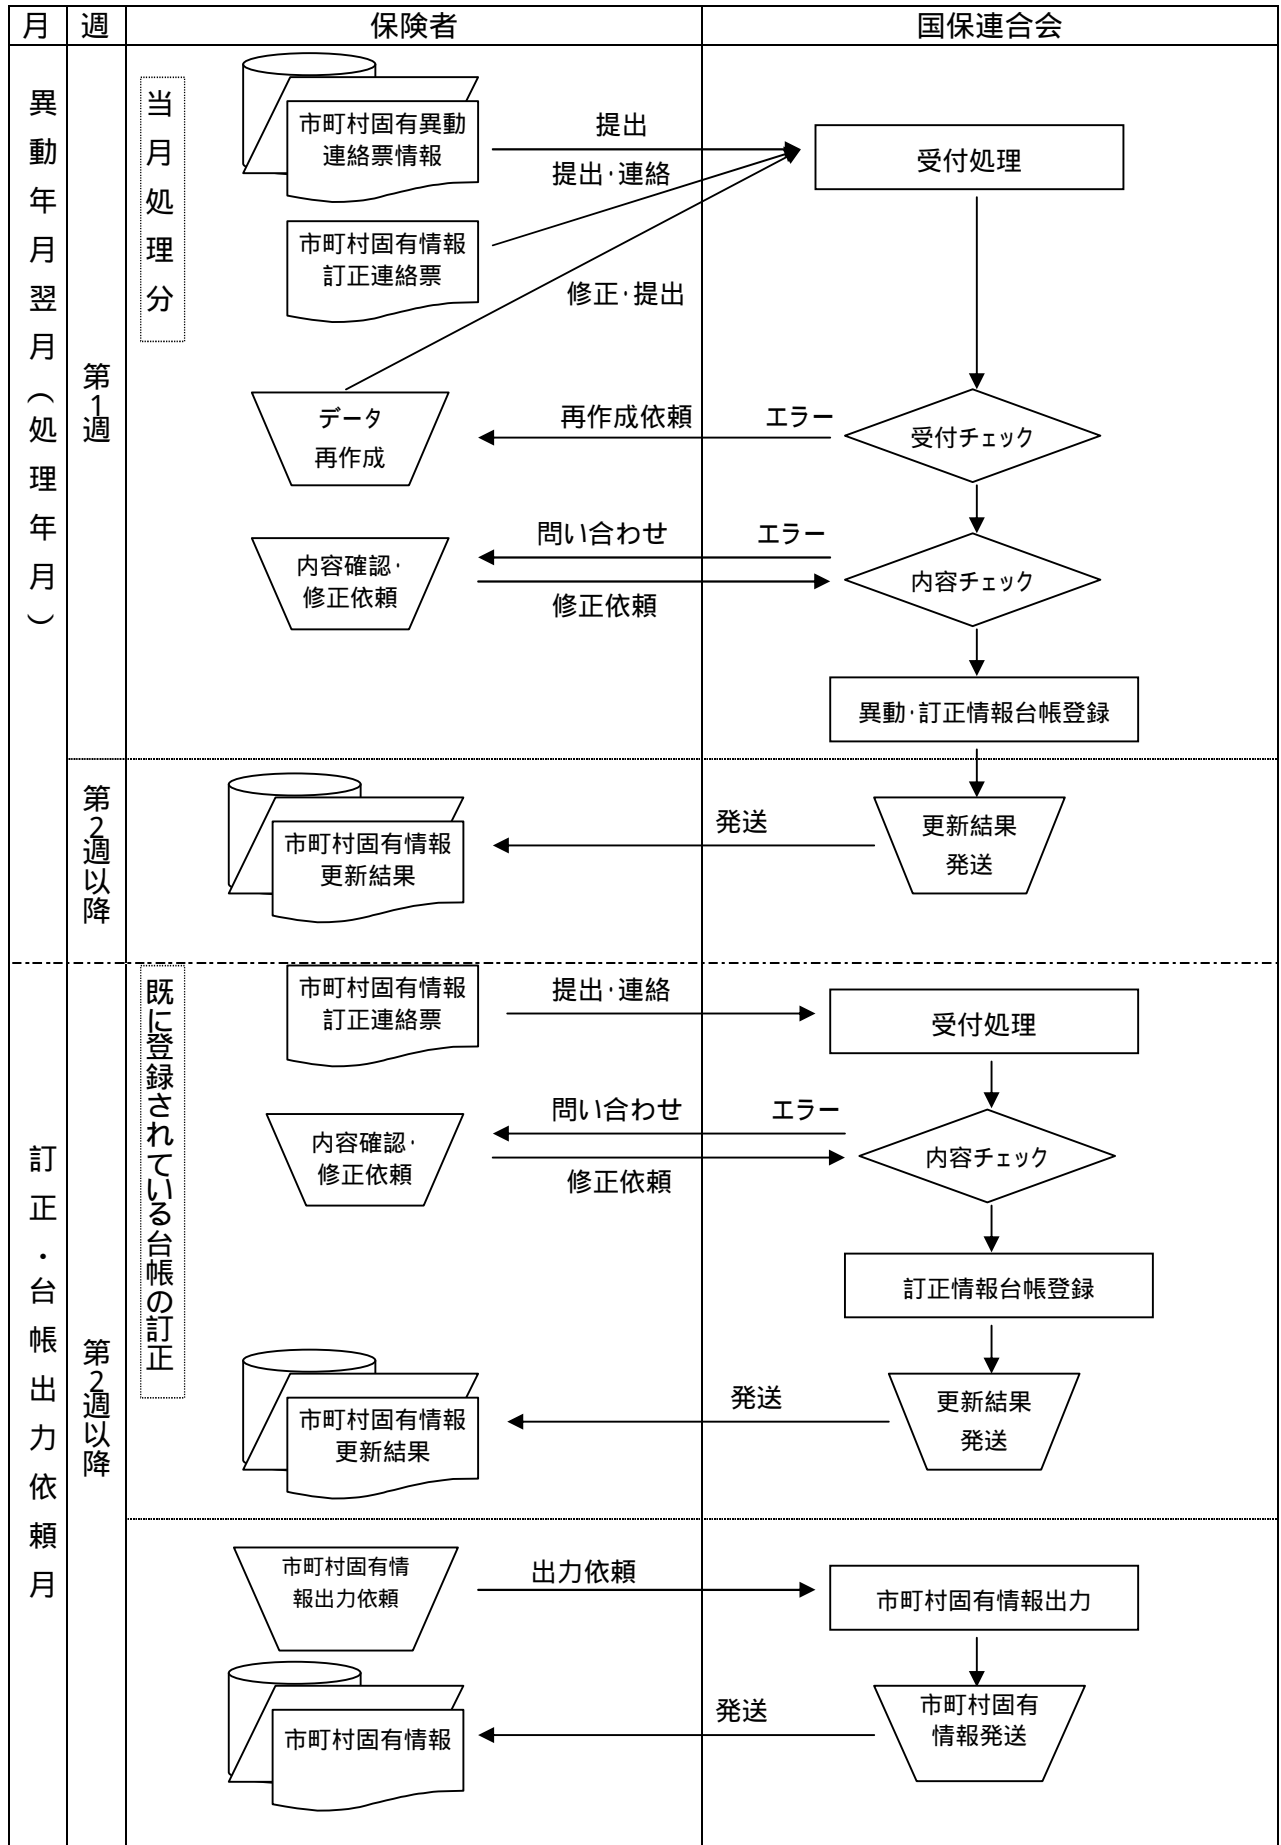 月
週
保険者
国保連合会
異動年月翌月（処理年月）
第1週
当月処理分
市町村固有異動
連絡票情報
提出
提出・連絡
受付処理
市町村固有情報
訂正連絡票
修正・提出
データ
再作成
再作成依頼
エラー
受付チェック
内容確認・
修正依頼
問い合わせ
エラー
修正依頼
内容チェック
異動・訂正情報台帳登録
第2週以降
市町村固有情報
更新結果
発送
更新結果
発送
訂正・台帳出力依頼月
第2週以降
既に登録されている台帳の訂正
市町村固有情報
訂正連絡票
提出・連絡
受付処理
内容確認・
修正依頼
問い合わせ
エラー
修正依頼
内容チェック
訂正情報台帳登録
市町村固有情報
更新結果
発送
更新結果
発送
市町村固有情
報出力依頼
出力依頼
市町村固有情報出力
市町村固有情報
発送
市町村固有
情報発送